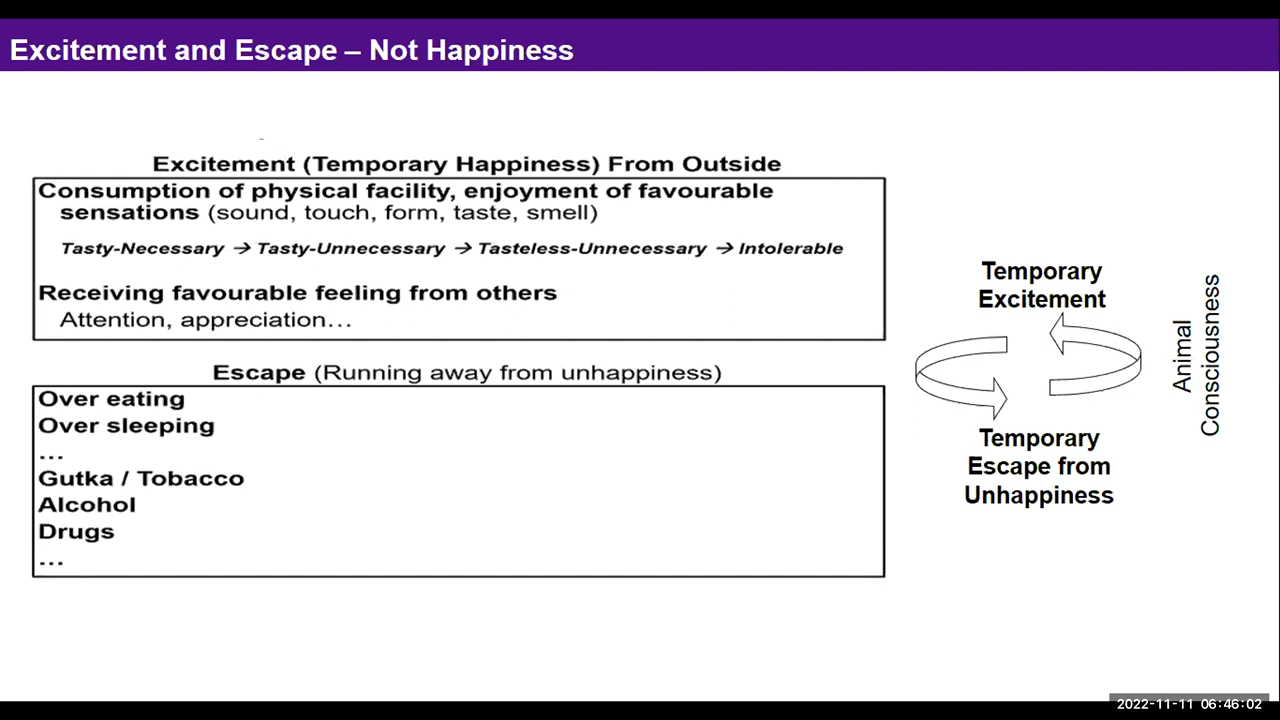 Excitement and Escape – Not Happiness
Excitement (Temporary Happiness) From Outside
Consumption of physical facility, enjoyment of favourable
sensations (sound, touch, form, taste, smell)
Tasty-Necessary → Tasty-Unnecessary → Tasteless-Unnecessary → Intolerable
Receiving favourable feeling from others
Attention, appreciation…
Escape (Running away from unhappiness)
Over eating
Over sleeping
…
Gutka / Tobacco
Alcohol
Drugs
…
Temporary
Excitement
Temporary
Escape from
Unhappiness
Animal
Consciousness
2022-11-11 06:46:02